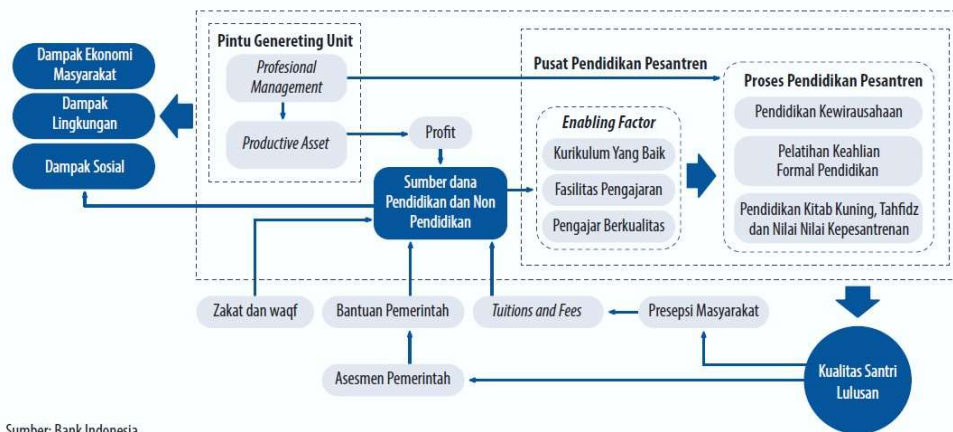 Dampak Ekonomi
Masyarakat
Dampak
Lingkungan
Dampak Sosial
Pintu Genereting Unit
Profesional
Management
Productive Asset
Profit
Sumber dana
Pendidikan dan Non
Pendidikan
Pusat Pendidikan Pesantren
Enabling Factor
Kurikulum Yang Baik
Fasilitas Pengajaran
Pengajar Berkualitas
Proses Pendidikan Pesantren
Pendidikan Kewirausahaan
Pelatihan Keahlian
Formal Pendidikan
Pendidikan Kitab Kuning, Tahfidz
dan Nilai Nilai Kepesantrenan
Zakat dan waqf
Bantuan Pemerintah
Tuitions and Fees
Presepsi Masyarakat
Asesmen Pemerintah
Kualitas Santri
Lulusan
Sumber: Bank Indonesia